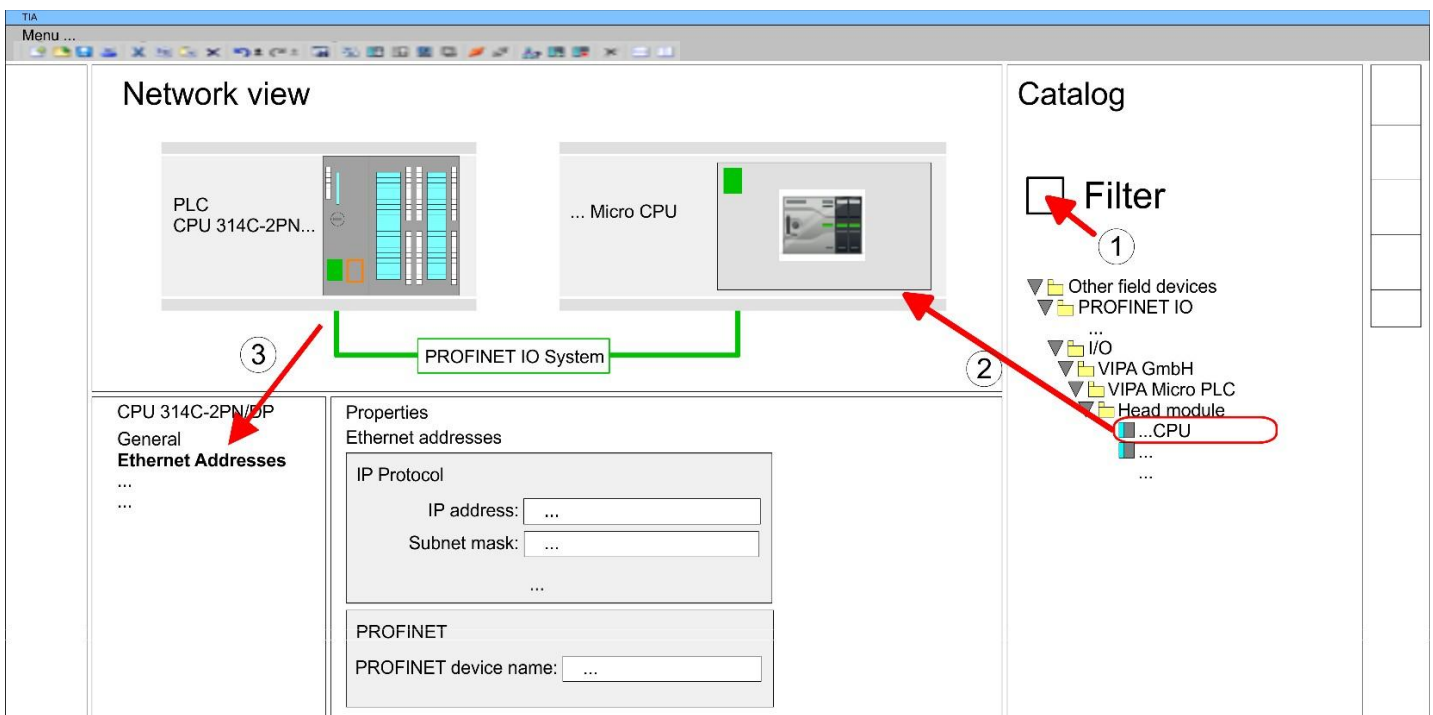 TIA
Menu ...
Network view
PLC
CPU 314C-2PN...
... Micro CPU
PROFINET IO System
3
2
CPU 314C-2PN/DP
General
Ethernet Addresses
...
...
Properties
Ethernet addresses
IP Protocol
IP address: ...
Subnet mask: ...
...
PROFINET
PROFINET device name: ...
Catalog
Filter
1
Other field devices
PROFINET IO
...
I/O
VIPA GmbH
VIPA Micro PLC
Head module
...CPU
...
...